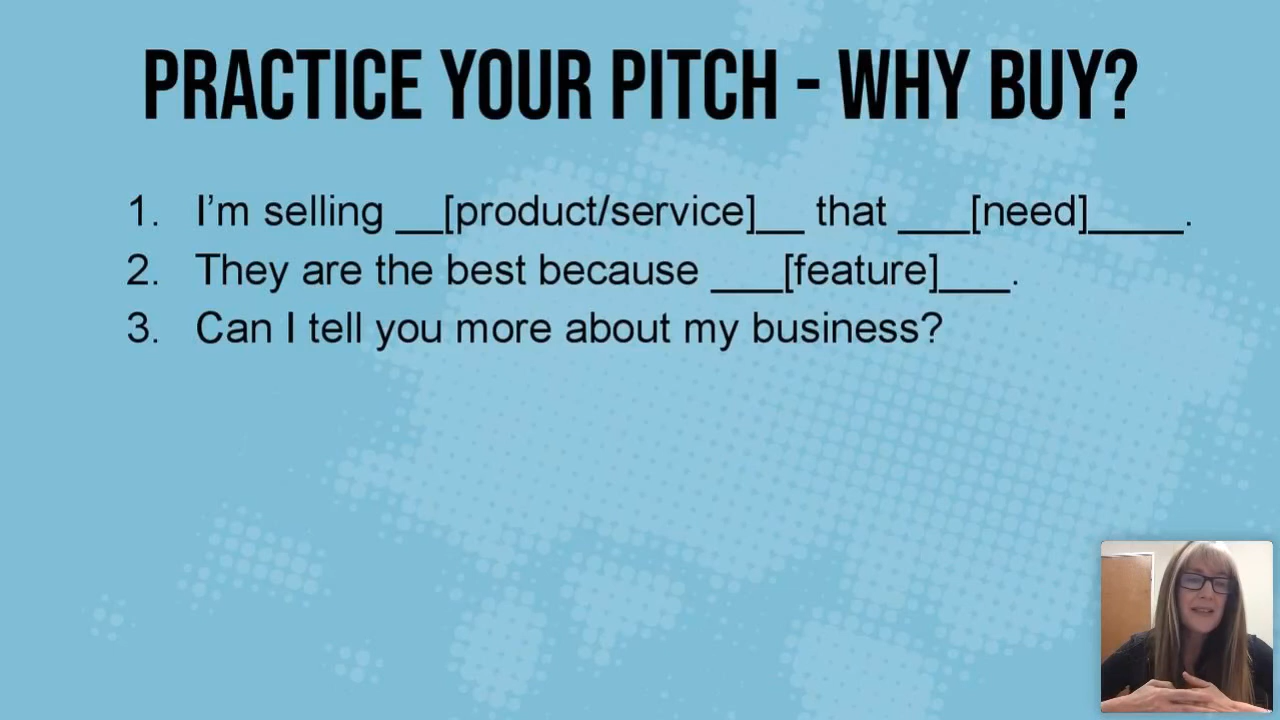 PRACTICE YOUR PITCH - WHY BUY?
1. I'm selling __[product/service]__ that ___[need]____.
2. They are the best because ___[feature]___.
3. Can I tell you more about my business?